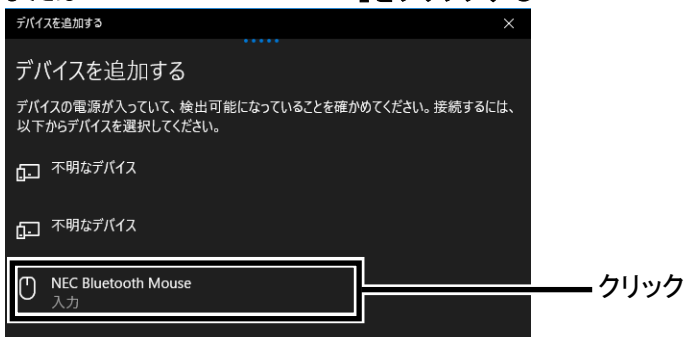 デバイスを追加する
デバイスを追加する
デバイスの電源が入っていて、検出可能になっていることを確かめてください。接続するには、
以下からデバイスを選択してください。
不明なデバイス
不明なデバイス
NEC Bluetooth Mouse
入力
クリック